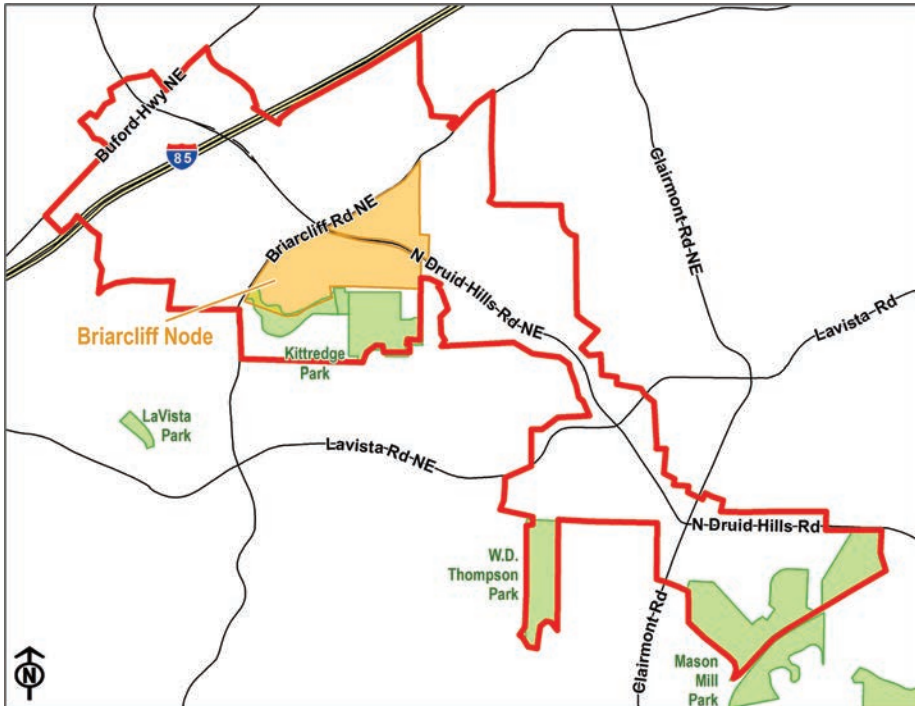 Buford Hwy NE
85
Briarcliff Rd NE
Clairmont Rd NE
N Druid Hills Rd NE
Lavista Rd
Briarcliff Node
Kittredge
Park
LaVista
Park
Lavista Rd NE
N Druid Hills Rd
W.D.
Thompson
Park
Clairmont Rd
Mason
Mill
Park
N